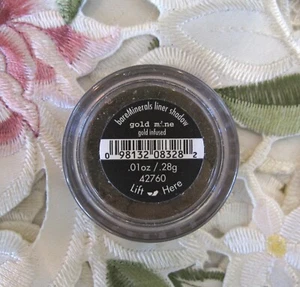 bareMinerals liner shadow
gold mine
gold infused
0 98132 08328 2
.01oz / .28g
42760
Lift Here